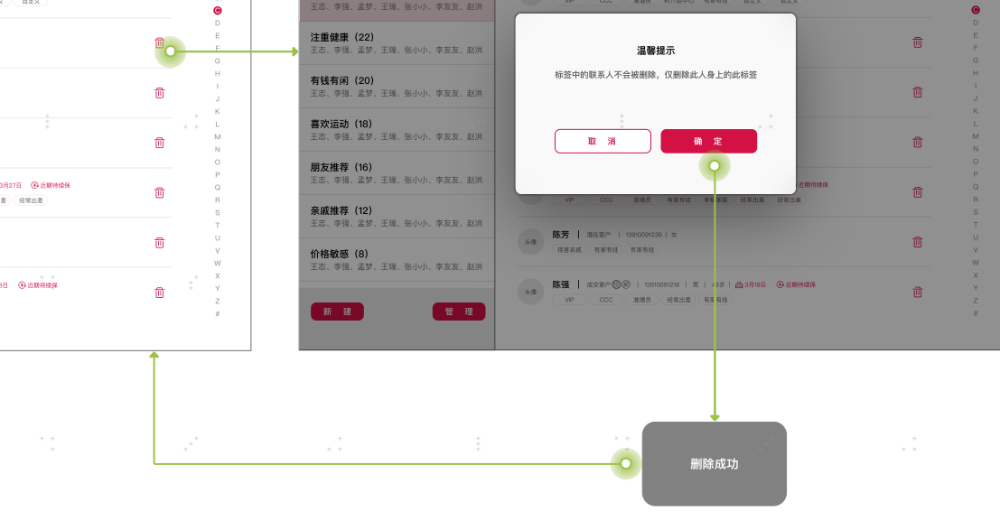 自定义
C
D
E
F
G
H
I
J
K
L
M
N
O
P
Q
R
S
T
U
V
W
X
Y
Z
#
3月27日 近期待续保
差 经常出差
近期待续保
王志、李强、孟梦、王瑞、张小小、李友友、赵洪
注重健康（22）
王志、李强、孟梦、王瑞、张小小、李友友、赵洪
有钱有闲（20）
王志、李强、孟梦、王瑞、张小小、李友友、赵洪
喜欢运动（18）
王志、李强、孟梦、王瑞、张小小、李友友、赵洪
朋友推荐（16）
王志、李强、孟梦、王瑞、张小小、李友友、赵洪
亲戚推荐（12）
王志、李强、孟梦、王瑞、张小小、李友友、赵洪
价格敏感（8）
王志、李强、孟梦、王瑞、张小小、李友友、赵洪
新 建 管 理
VIP CCC 准增员 有家有娃 自定义 自定义
温馨提示
标签中的联系人不会被删除，仅删除此人身上的此标签
取 消 确 定
近期待续保
VIP CCC 准增员 有家有娃 经常出差 经常出差
头像 陈芳 | 潜在客户 | 13910091239 | 女
现客亲戚 有家有娃 有家有娃
头像 陈强 | 成交客户 | 13910091218 | 男 | 48岁 | 3月18日 近期待续保
VIP CCC 准增员 经常出差 有家有娃
C
D
E
F
G
H
I
J
K
L
M
N
O
P
Q
R
S
T
U
V
W
X
Y
Z
#
删除成功